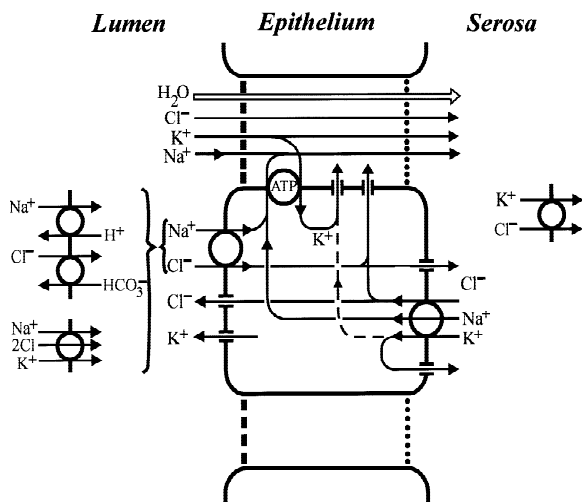 Lumen Epithelium Serosa
H₂O
Cl⁻
K⁺
Na⁺
ATP
Na⁺
H⁺
Cl⁻
HCO₃⁻
Na⁺
2Cl
K⁺
Na⁺
K⁺
Cl⁻
Cl⁻
K⁺
K⁺
Cl⁻
Cl⁻
Na⁺
K⁺